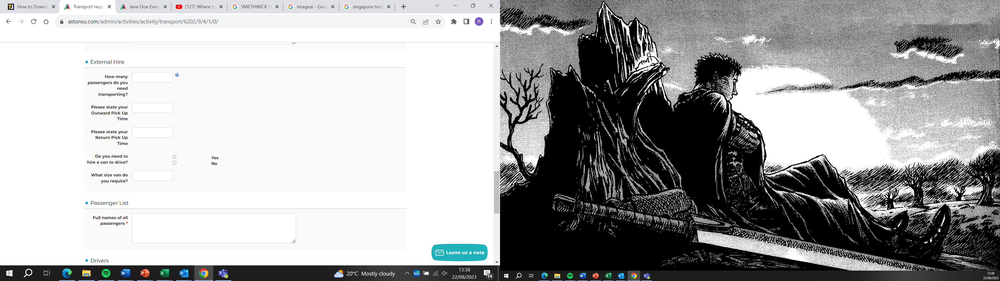 How to Downl
Transport requ
Jane Doe Even
(127) Where to
SMETHWICK H
imageai - Goo
singapore trac
astonsu.com/admin/activities/activity/transport/6202/9/4/1/0/
R
External Hire
How many
passengers do you
need
transporting?
Please state your
Outward Pick Up
Time
Please state your
Return Pick Up
Time
Do you need to
hire a van to drive?
Yes
No
What size van do
you require?
Passenger List
Full names of all
passengers *
Leave us a note
Drivers
20°C Mostly cloudy
13:38
22/08/2023
14
13:38
22/08/2023